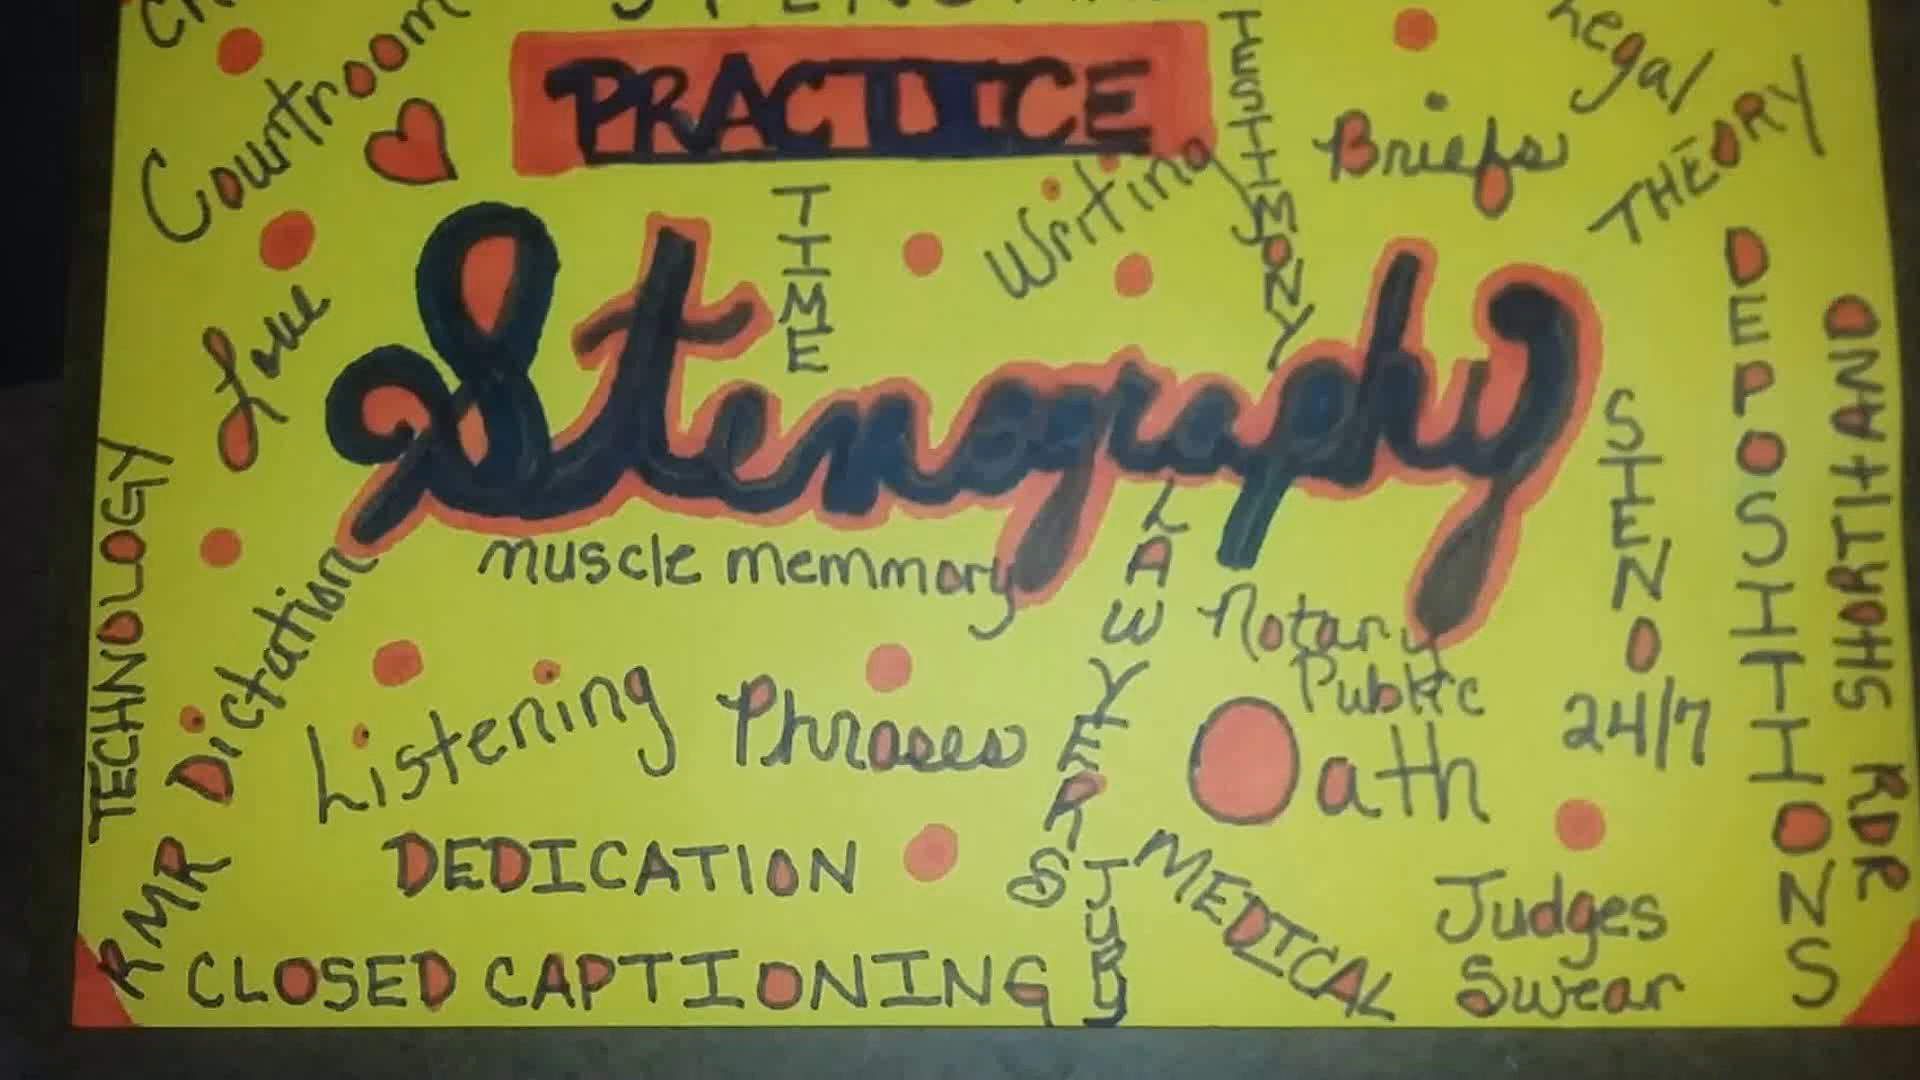 Courtroom
PRACTICE
TESTIMONY
Legal
Briefs
THEORY
Writing
TIME
Love
Stenography
DEPOSITIONS
MACHINE SHORTHAND
STENO
24/7
TECHNOLOGY
Dictation
muscle memmory
LAWYERS
Notary
Public
Oath
Listening
Phrases
DEDICATION
RMR
CLOSED CAPTIONING
MEDICAL
Judges
Swear
RDR